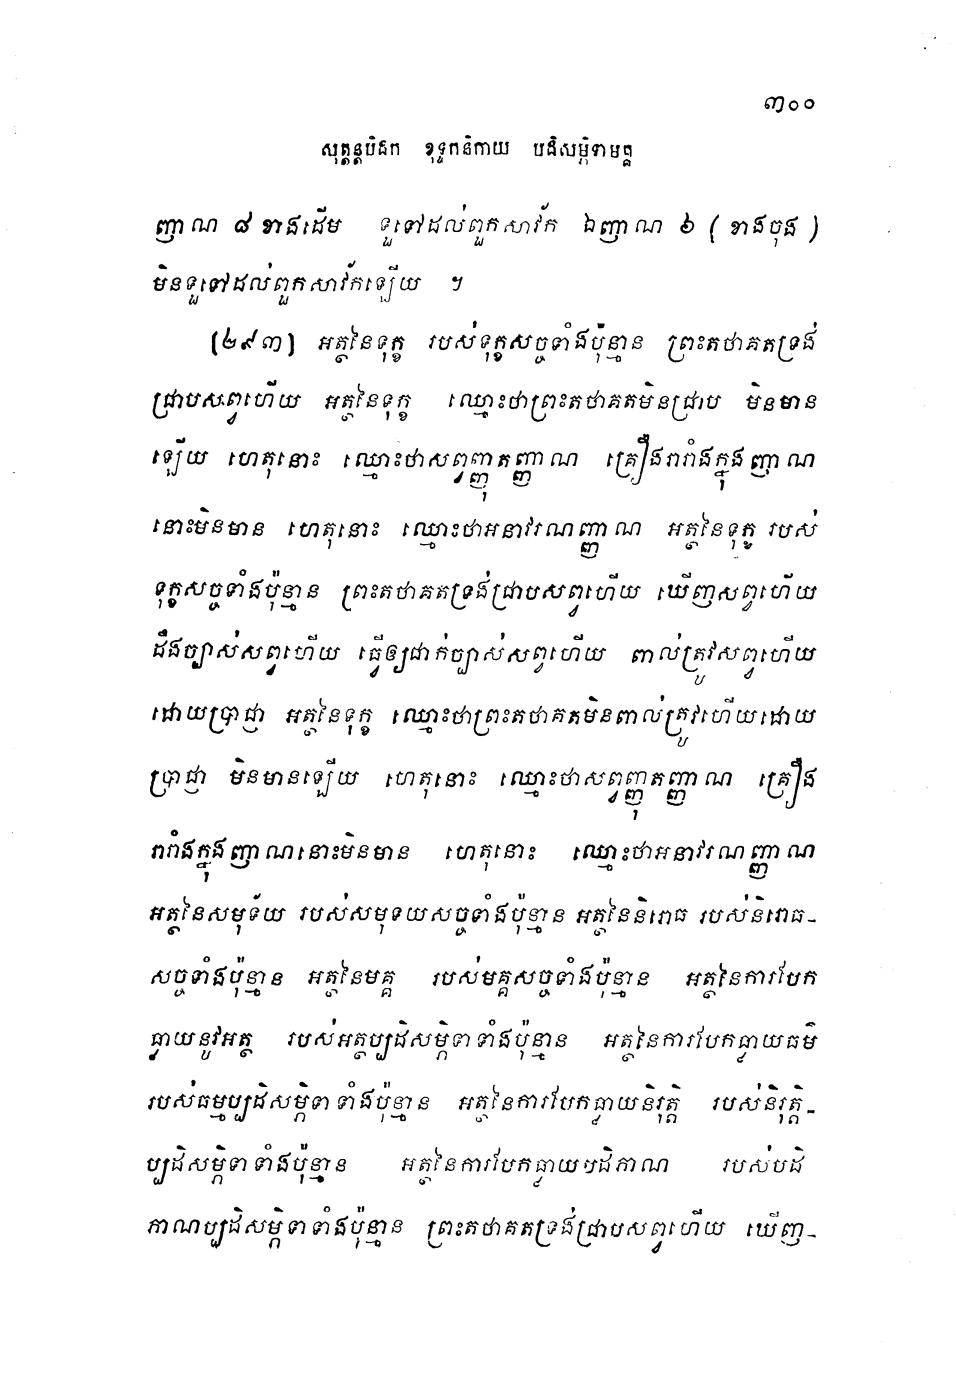 ៣០០
សុត្តន្តបិដក ខុទ្ទកនិកាយ បដិសម្ភិទាមគ្គ
ញាណ ៨ ខាងដើម ទួទៅដល់ពួកសាវ័ក ឯញាណ ៦ ( ខាងចុង )
មិនទួទៅដល់ពួកសាវ័កឡើយ ។
(២៩៣) អត្ថនៃទុក្ខ របស់ទុក្ខសច្ចទាំងប៉ុន្មាន ព្រះតថាគតទ្រង់
ជ្រាបសព្វហើយ អត្ថនៃទុក្ខ ឈ្មោះថាព្រះតថាគតមិនជ្រាប មិនមាន
ឡើយ ហេតុនោះ ឈ្មោះថាសព្វញ្ញុតញ្ញាណ គ្រឿងរារាំងក្នុងញាណ
នោះមិនមាន ហេតុនោះ ឈ្មោះថាអនាវរណញ្ញាណ អត្ថនៃទុក្ខ របស់
ទុក្ខសច្ចទាំងប៉ុន្មាន ព្រះតថាគតទ្រង់ជ្រាបសព្វហើយ ឃើញសព្វហើយ
ដឹងច្បាស់សព្វហើយ ធ្វើឲ្យជាក់ច្បាស់សព្វហើយ ពាល់ត្រូវសព្វហើយ
ដោយប្រាជ្ញា អត្ថនៃទុក្ខ ឈ្មោះថាព្រះតថាគតមិនពាល់ត្រូវហើយដោយ
ប្រាជ្ញា មិនមានឡើយ ហេតុនោះ ឈ្មោះថាសព្វញ្ញុតញ្ញាណ គ្រឿង
រារាំងក្នុងញាណនោះមិនមាន ហេតុនោះ ឈ្មោះថាអនាវរណញ្ញាណ
អត្ថនៃសមុទ័យ របស់សមុទយសច្ចទាំងប៉ុន្មាន អត្ថនៃនិរោធ របស់និរោធ-
សច្ចទាំងប៉ុន្មាន អត្ថនៃមគ្គ របស់មគ្គសច្ចទាំងប៉ុន្មាន អត្ថនៃការបែក
ធ្លាយនូវអត្ថ របស់អត្ថប្បដិសម្ភិទាទាំងប៉ុន្មាន អត្ថនៃការបែកធ្លាយធម៌
របស់ធម្មប្បដិសម្ភិទាទាំងប៉ុន្មាន អត្ថនៃការបែកធ្លាយនិរុត្តិ របស់និរុត្តិ-
ប្បដិសម្ភិទាទាំងប៉ុន្មាន អត្ថនៃការបែកធ្លាយបដិភាណ របស់បដិ
ភាណប្បដិសម្ភិទាទាំងប៉ុន្មាន ព្រះតថាគតទ្រង់ជ្រាបសព្វហើយ ឃើញ-